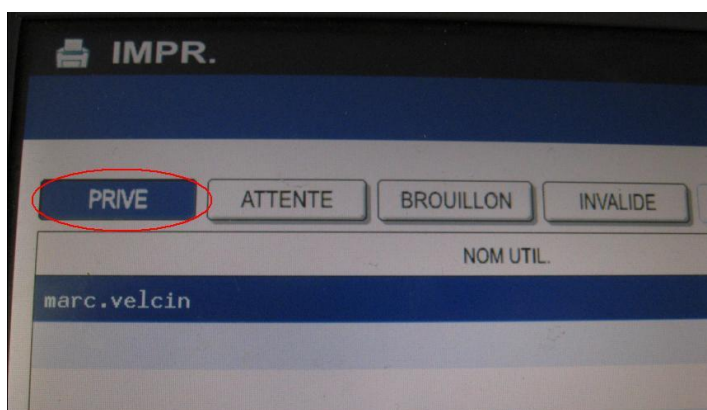 IMPR.
PRIVE ATTENTE BROUILLON INVALIDE
NOM UTIL.
marc.velcin